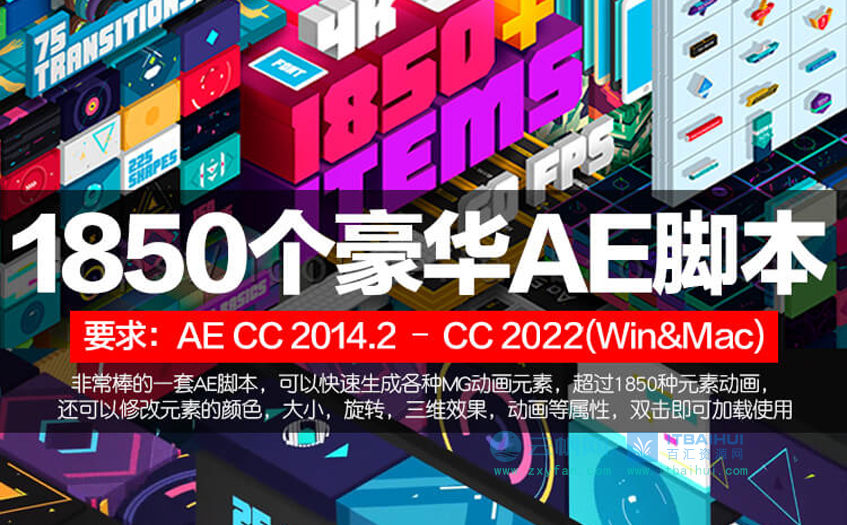 75
TRANSITIONS
4K
FONT
1850+
ITEMS
60 FPS
225
SHAPES
BASICS
1850个豪华AE脚本
要求：AE CC 2014.2 - CC 2022(Win&Mac)
非常棒的一套AE脚本，可以快速生成各种MG动画元素，超过1850种元素动画，
还可以修改元素的颜色，大小，旋转，三维效果，动画等属性，双击即可加载使用
ITBAIHUI
百汇资源网
www.itbaihui.com